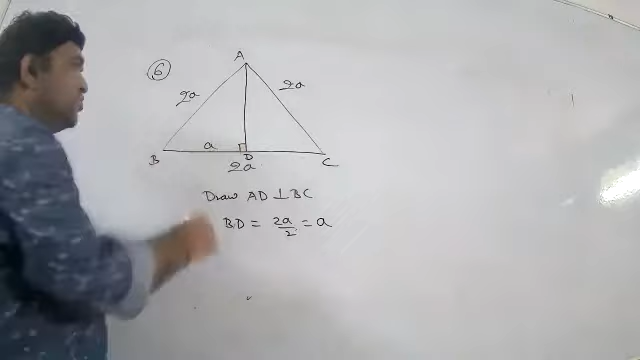 6
A
2a 2a
a
B D C
2a
Draw AD ⊥ BC
BD = 2a/2 = a